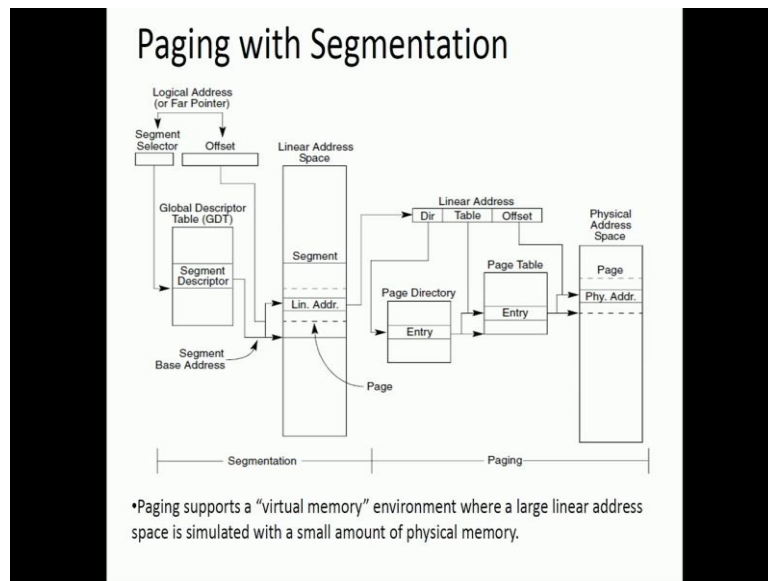 Paging with Segmentation
Logical Address
(or Far Pointer)
Segment
Selector
Offset
Linear Address
Space
Global Descriptor
Table (GDT)
Segment
Descriptor
Segment
Base Address
Segment
Lin. Addr.
Page
Linear Address
Dir
Table
Offset
Page Directory
Entry
Page Table
Entry
Physical
Address
Space
Page
Phy. Addr.
Segmentation
Paging
•Paging supports a “virtual memory” environment where a large linear address
space is simulated with a small amount of physical memory.